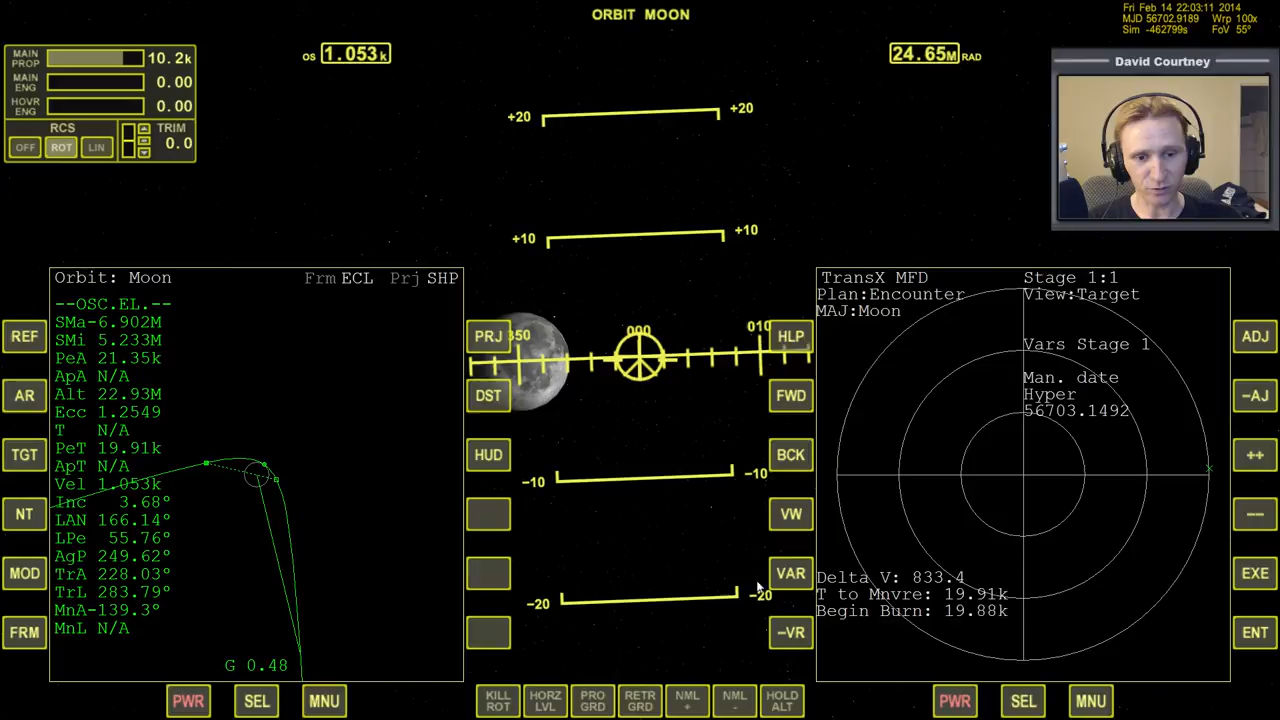 ORBIT MOON
Fri Feb 14 22:03:11 2014
MJD 56702.9189 Wrp 100x
Sim -462799s FoV 55°
MAIN PROP 10.2k
MAIN ENG 0.00
HOVR ENG 0.00
RCS TRIM
OFF ROT LIN 0.0
OS 1.053k
24.65M RAD
David Courtney
+20 +20
+10 +10
350 000 010
-10 -10
-20 -20
Orbit: Moon Frm ECL Prj SHP
--OSC.EL.--
SMa-6.902M
SMi 5.233M
PeA 21.35k
ApA N/A
Alt 22.93M
Ecc 1.2549
T N/A
PeT 19.91k
ApT N/A
Vel 1.053k
Inc 3.68°
LAN 166.14°
LPe 55.76°
AgP 249.62°
TrA 228.03°
TrL 283.79°
MnA-139.3°
MnL N/A
G 0.48
REF
AR
TGT
NT
MOD
FRM
PRJ
DST
HUD
PWR SEL MNU
KILL ROT
HORZ LVL
PRO GRD
RETR GRD
NML +
NML -
HOLD ALT
HLP
FWD
BCK
VW
VAR
-VR
TransX MFD Stage 1:1
Plan:Encounter View:Target
MAJ:Moon
Vars Stage 1
Man. date
Hyper
56703.1492
Delta V: 833.4
T to Mnvre: 19.91k
Begin Burn: 19.88k
ADJ
-AJ
++
--
EXE
ENT
PWR SEL MNU